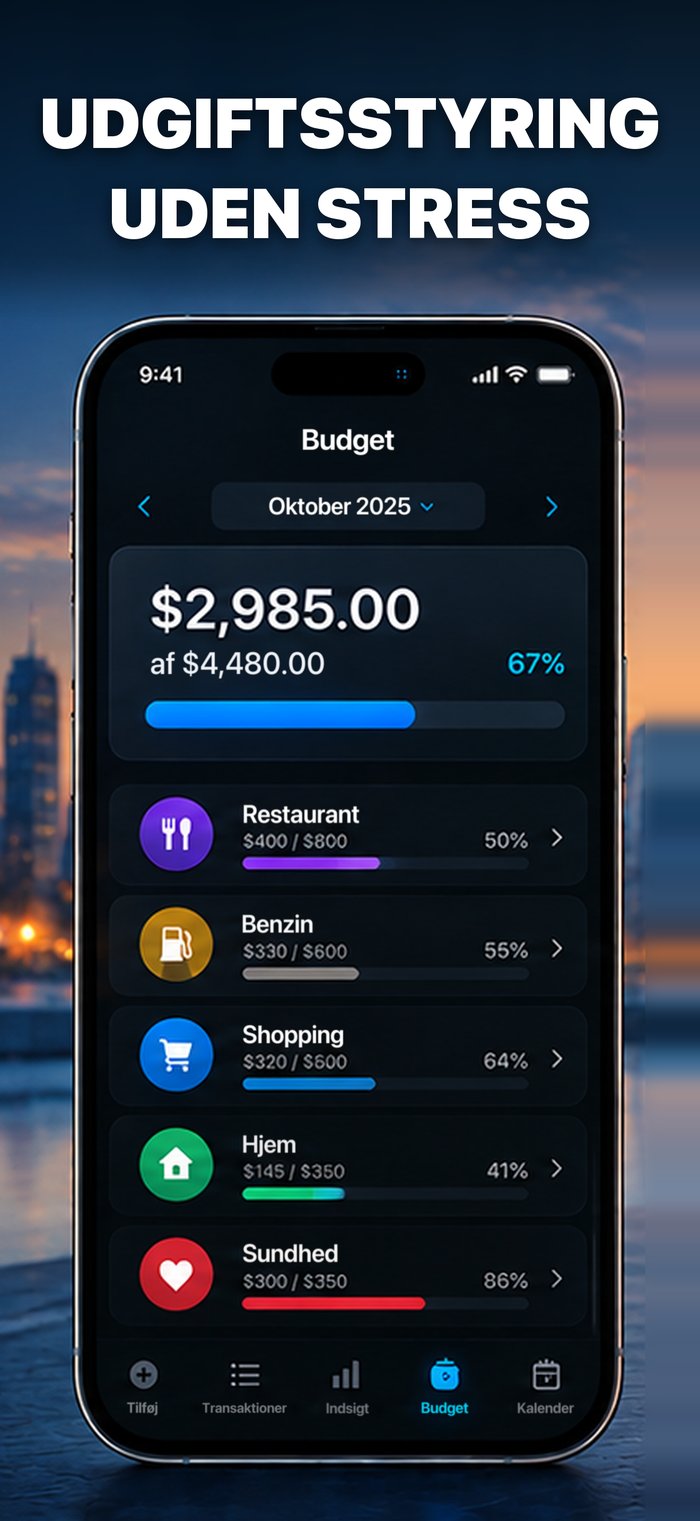 UDGIFTSSTYRING
UDEN STRESS
9:41
Budget
Oktober 2025
$2,985.00
af $4,480.00
67%
Restaurant
$400 / $800
50%
Benzin
$330 / $600
55%
Shopping
$320 / $600
64%
Hjem
$145 / $350
41%
Sundhed
$300 / $350
86%
Tilføj
Transaktioner
Indsigt
Budget
Kalender